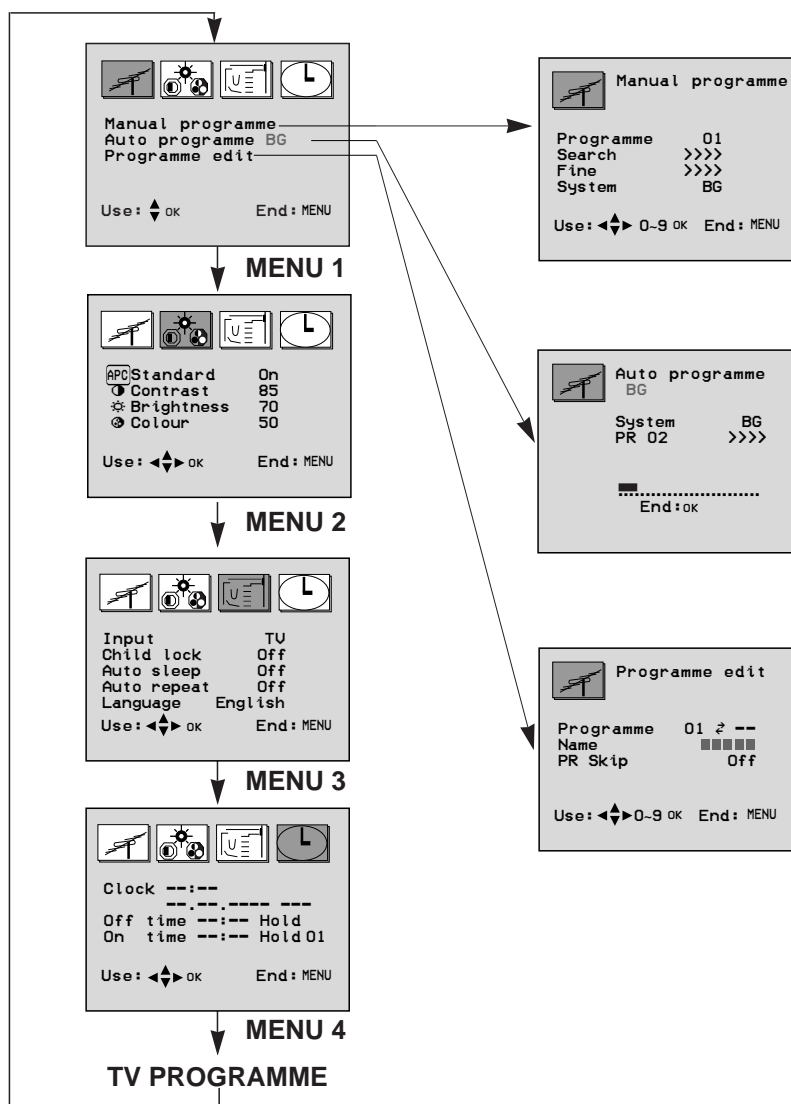 Manual programme
Auto programme BG
Programme edit
Use: OK End: MENU
MENU 1
APC Standard On
Contrast 85
Brightness 70
Colour 50
Use: OK End: MENU
MENU 2
Input TV
Child lock Off
Auto sleep Off
Auto repeat Off
Language English
Use: OK End: MENU
MENU 3
Clock --:--
--.--.---- ---
Off time --:-- Hold
On time --:-- Hold 01
Use: OK End: MENU
MENU 4
TV PROGRAMME
Manual programme
Programme 01
Search >>>>
Fine >>>>
System BG
Use: 0~9 OK End: MENU
Auto programme
BG
System BG
PR 02 >>>>
End: OK
Programme edit
Programme 01 ⇄ --
Name
PR Skip Off
Use: 0~9 OK End: MENU